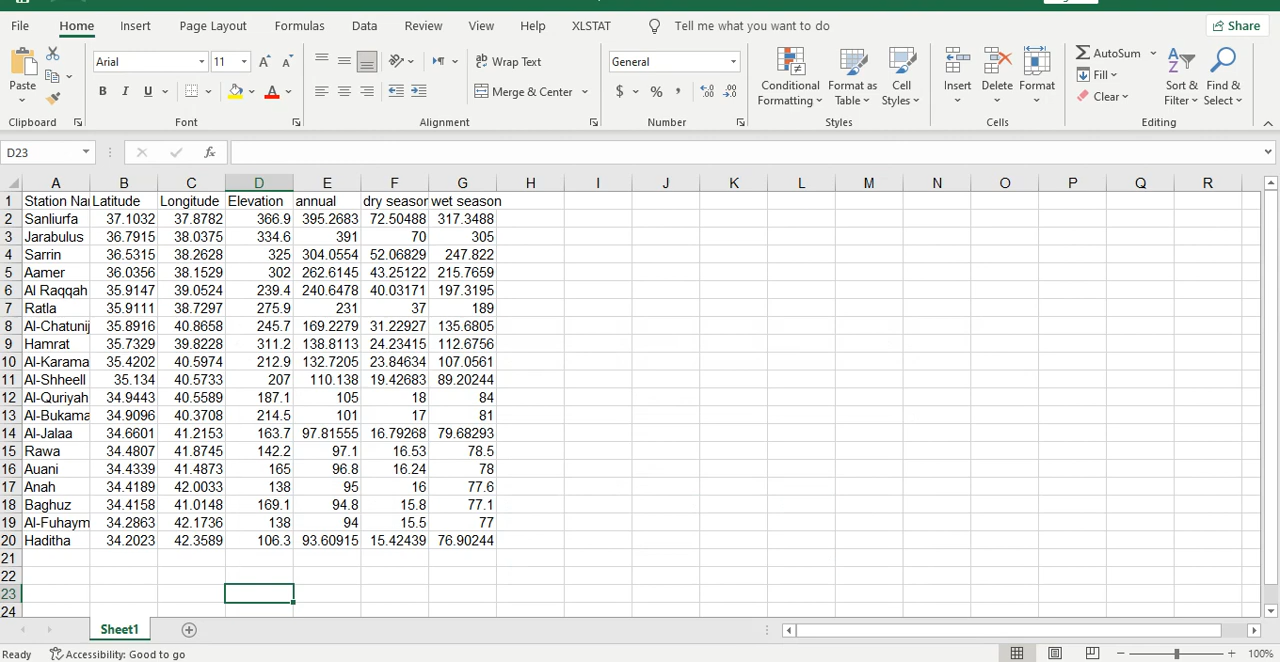 File Home Insert Page Layout Formulas Data Review View Help XLSTAT Tell me what you want to do Share
Arial 11 Wrap Text General AutoSum
Fill
Paste B I U A Merge & Center $ % , Conditional Formatting Format as Table Cell Styles Insert Delete Format Clear Sort & Filter Find & Select
Clipboard Font Alignment Number Styles Cells Editing
D23 fx
A B C D E F G H I J K L M N O P Q R
1 Station Na Latitude Longitude Elevation annual dry season wet season
2 Sanliurfa 37.1032 37.8782 366.9 395.2683 72.50488 317.3488
3 Jarabulus 36.7915 38.0375 334.6 391 70 305
4 Sarrin 36.5315 38.2628 325 304.0554 52.06829 247.822
5 Aamer 36.0356 38.1529 302 262.6145 43.25122 215.7659
6 Al Raqqah 35.9147 39.0524 239.4 240.6478 40.03171 197.3195
7 Ratla 35.9111 38.7297 275.9 231 37 189
8 Al-Chatunij 35.8916 40.8658 245.7 169.2279 31.22927 135.6805
9 Hamrat 35.7329 39.8228 311.2 138.8113 24.23415 112.6756
10 Al-Karama 35.4202 40.5974 212.9 132.7205 23.84634 107.0561
11 Al-Shheell 35.134 40.5733 207 110.138 19.42683 89.20244
12 Al-Quriyah 34.9443 40.5589 187.1 105 18 84
13 Al-Bukama 34.9096 40.3708 214.5 101 17 81
14 Al-Jalaa 34.6601 41.2153 163.7 97.81555 16.79268 79.68293
15 Rawa 34.4807 41.8745 142.2 97.1 16.53 78.5
16 Auani 34.4339 41.4873 165 96.8 16.24 78
17 Anah 34.4189 42.0033 138 95 16 77.6
18 Baghuz 34.4158 41.0148 169.1 94.8 15.8 77.1
19 Al-Fuhaym 34.2863 42.1736 138 94 15.5 77
20 Haditha 34.2023 42.3589 106.3 93.60915 15.42439 76.90244
21
22
23
24
Sheet1
Ready Accessibility: Good to go 100%